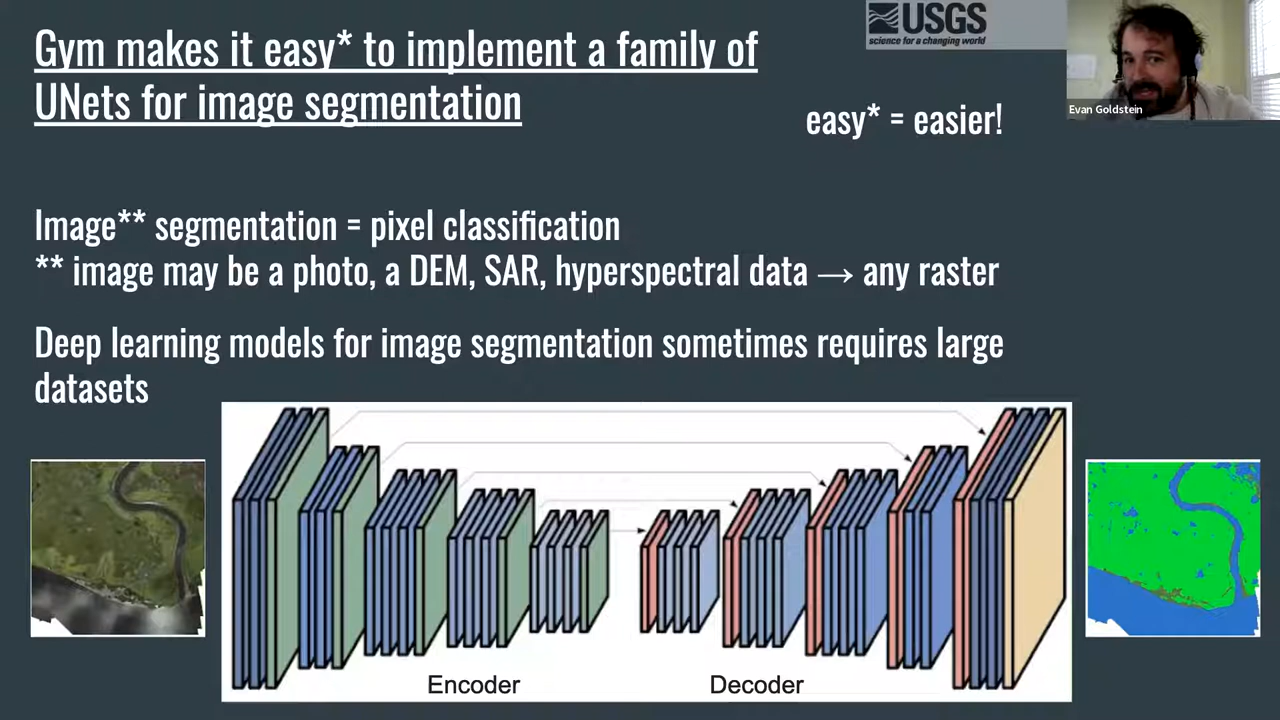 Gym makes it easy* to implement a family of
UNets for image segmentation
USGS
science for a changing world
Evan Goldstein
easy* = easier!
Image** segmentation = pixel classification
** image may be a photo, a DEM, SAR, hyperspectral data → any raster
Deep learning models for image segmentation sometimes requires large
datasets
Encoder
Decoder